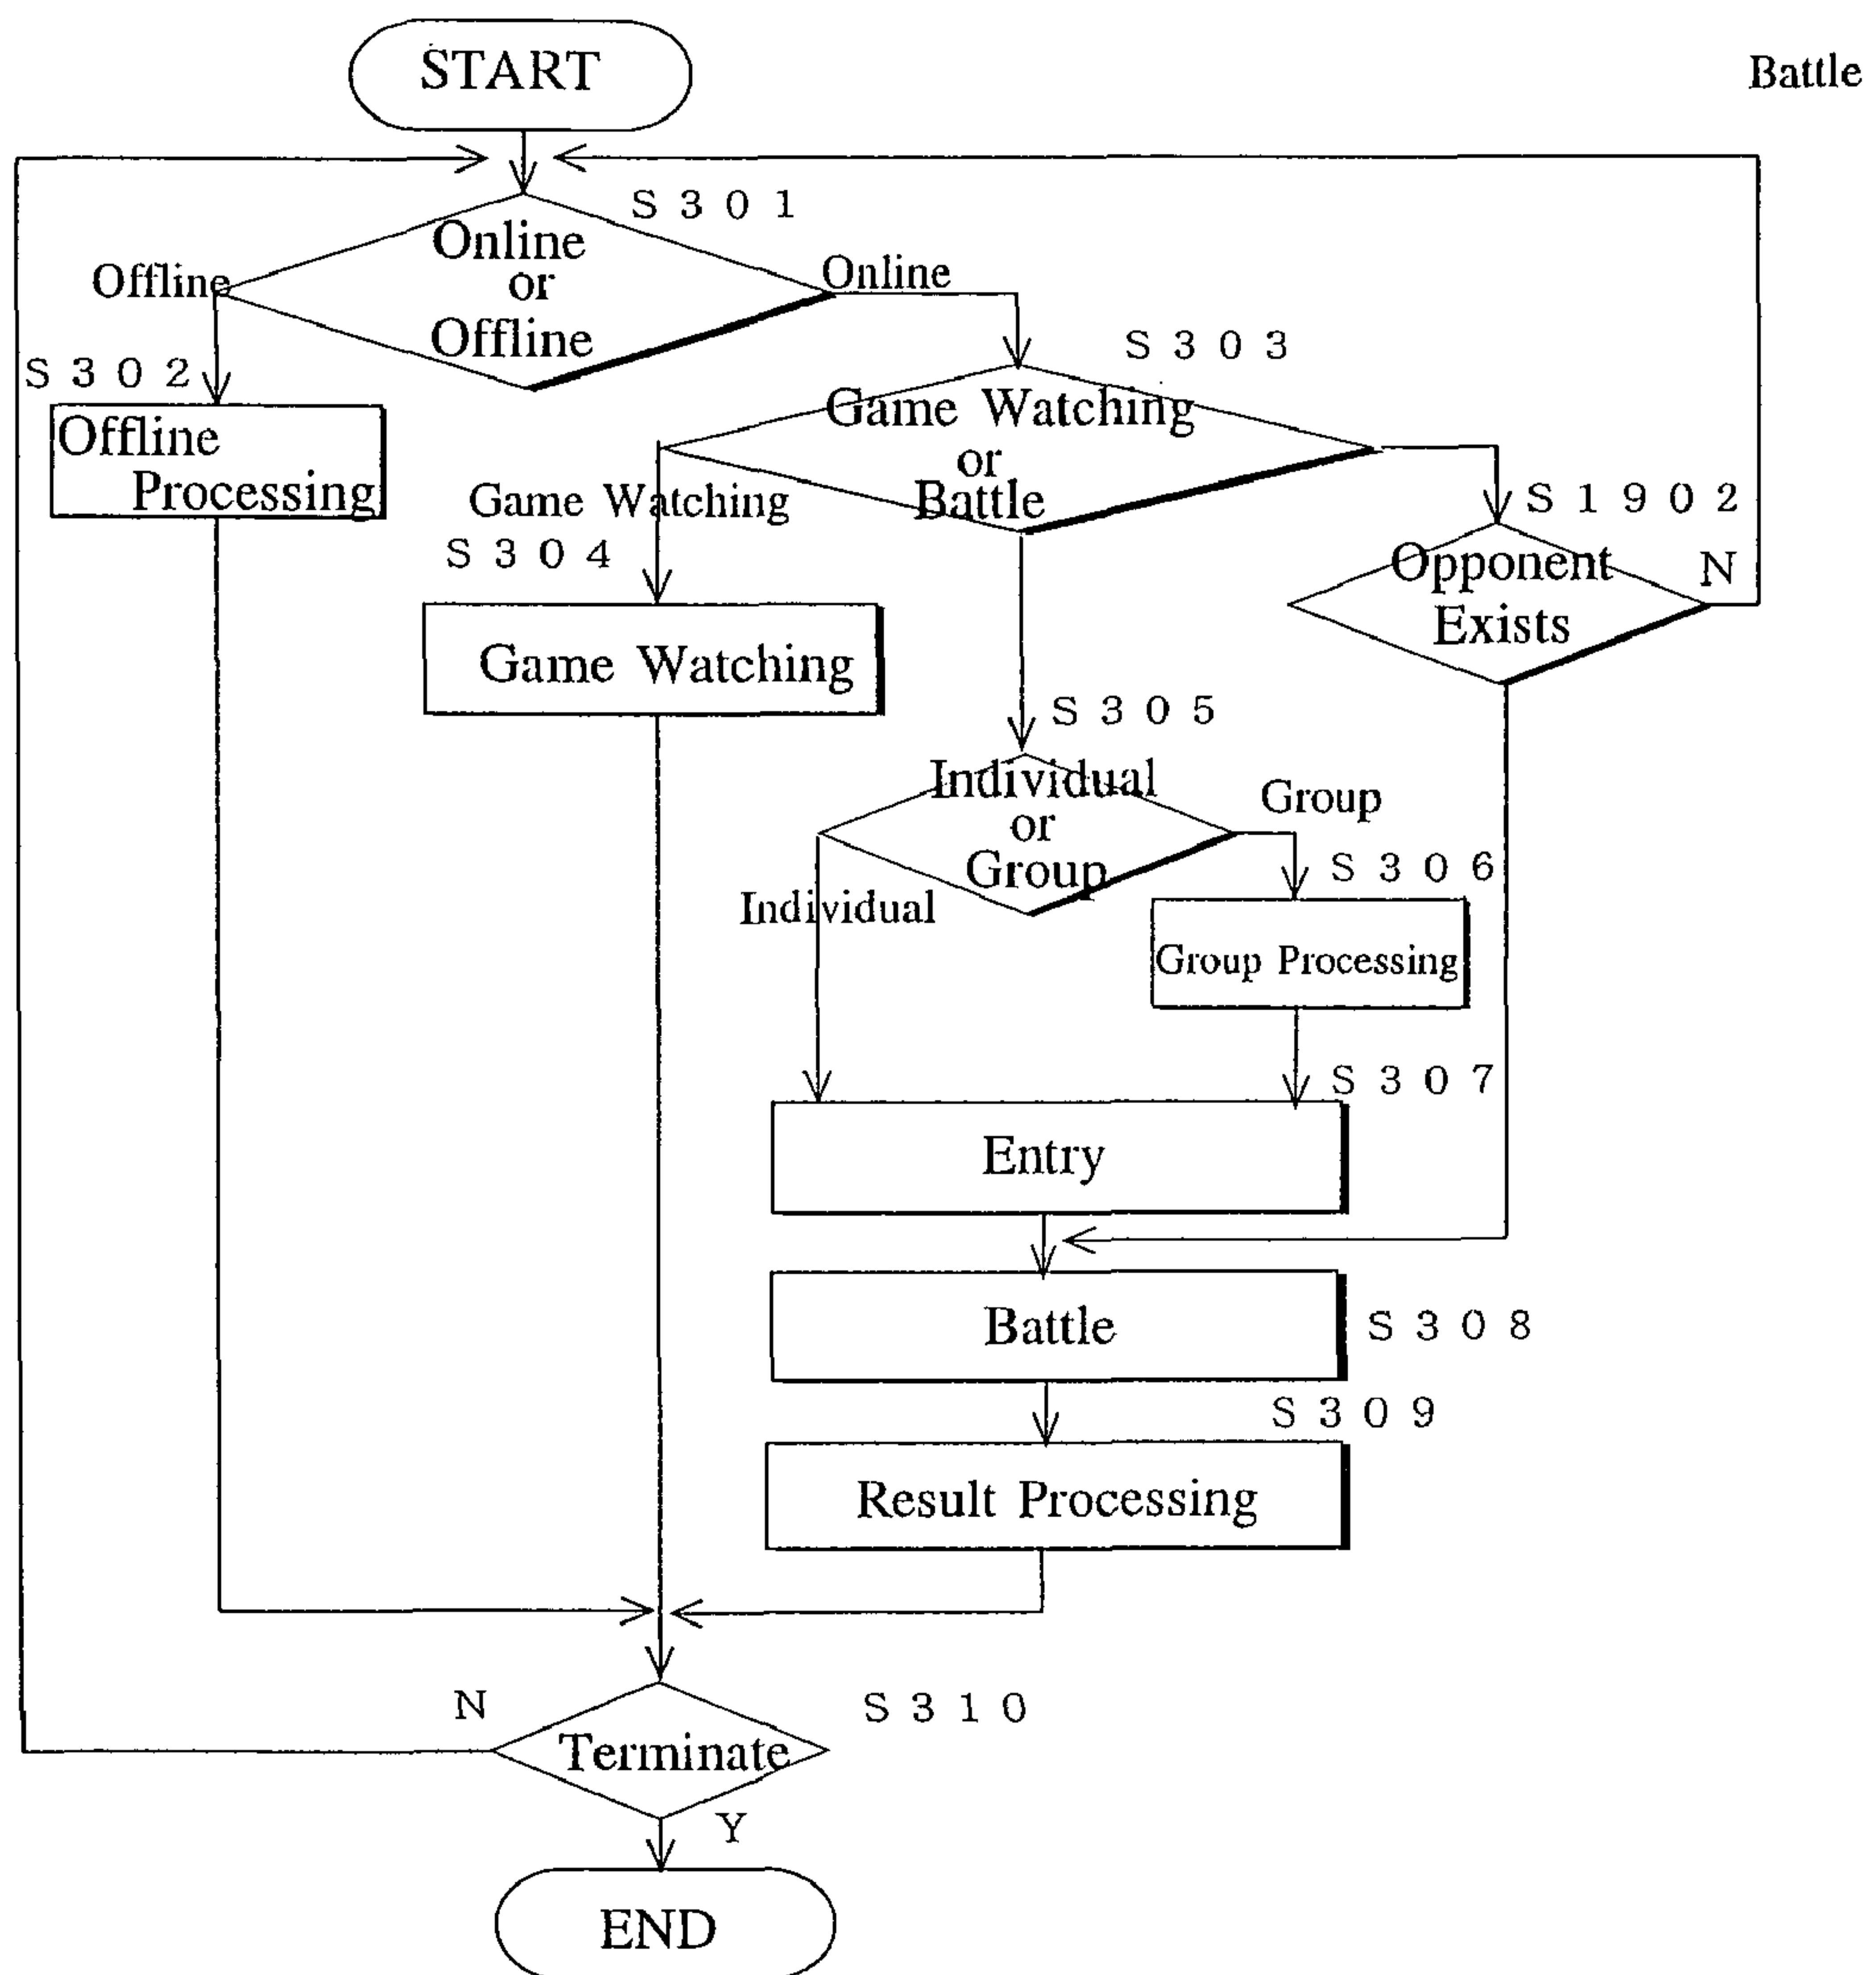 START
Battle
S301
Online
or
Offline
Offline
Online
S302
S303
Offline
Processing
Game Watching
or
Battle
Game Watching
S304
S1902
Opponent
Exists
N
Game Watching
S305
Individual
or
Group
Group
Individual
S306
Group Processing
S307
Entry
Battle
S308
S309
Result Processing
N
S310
Terminate
Y
END